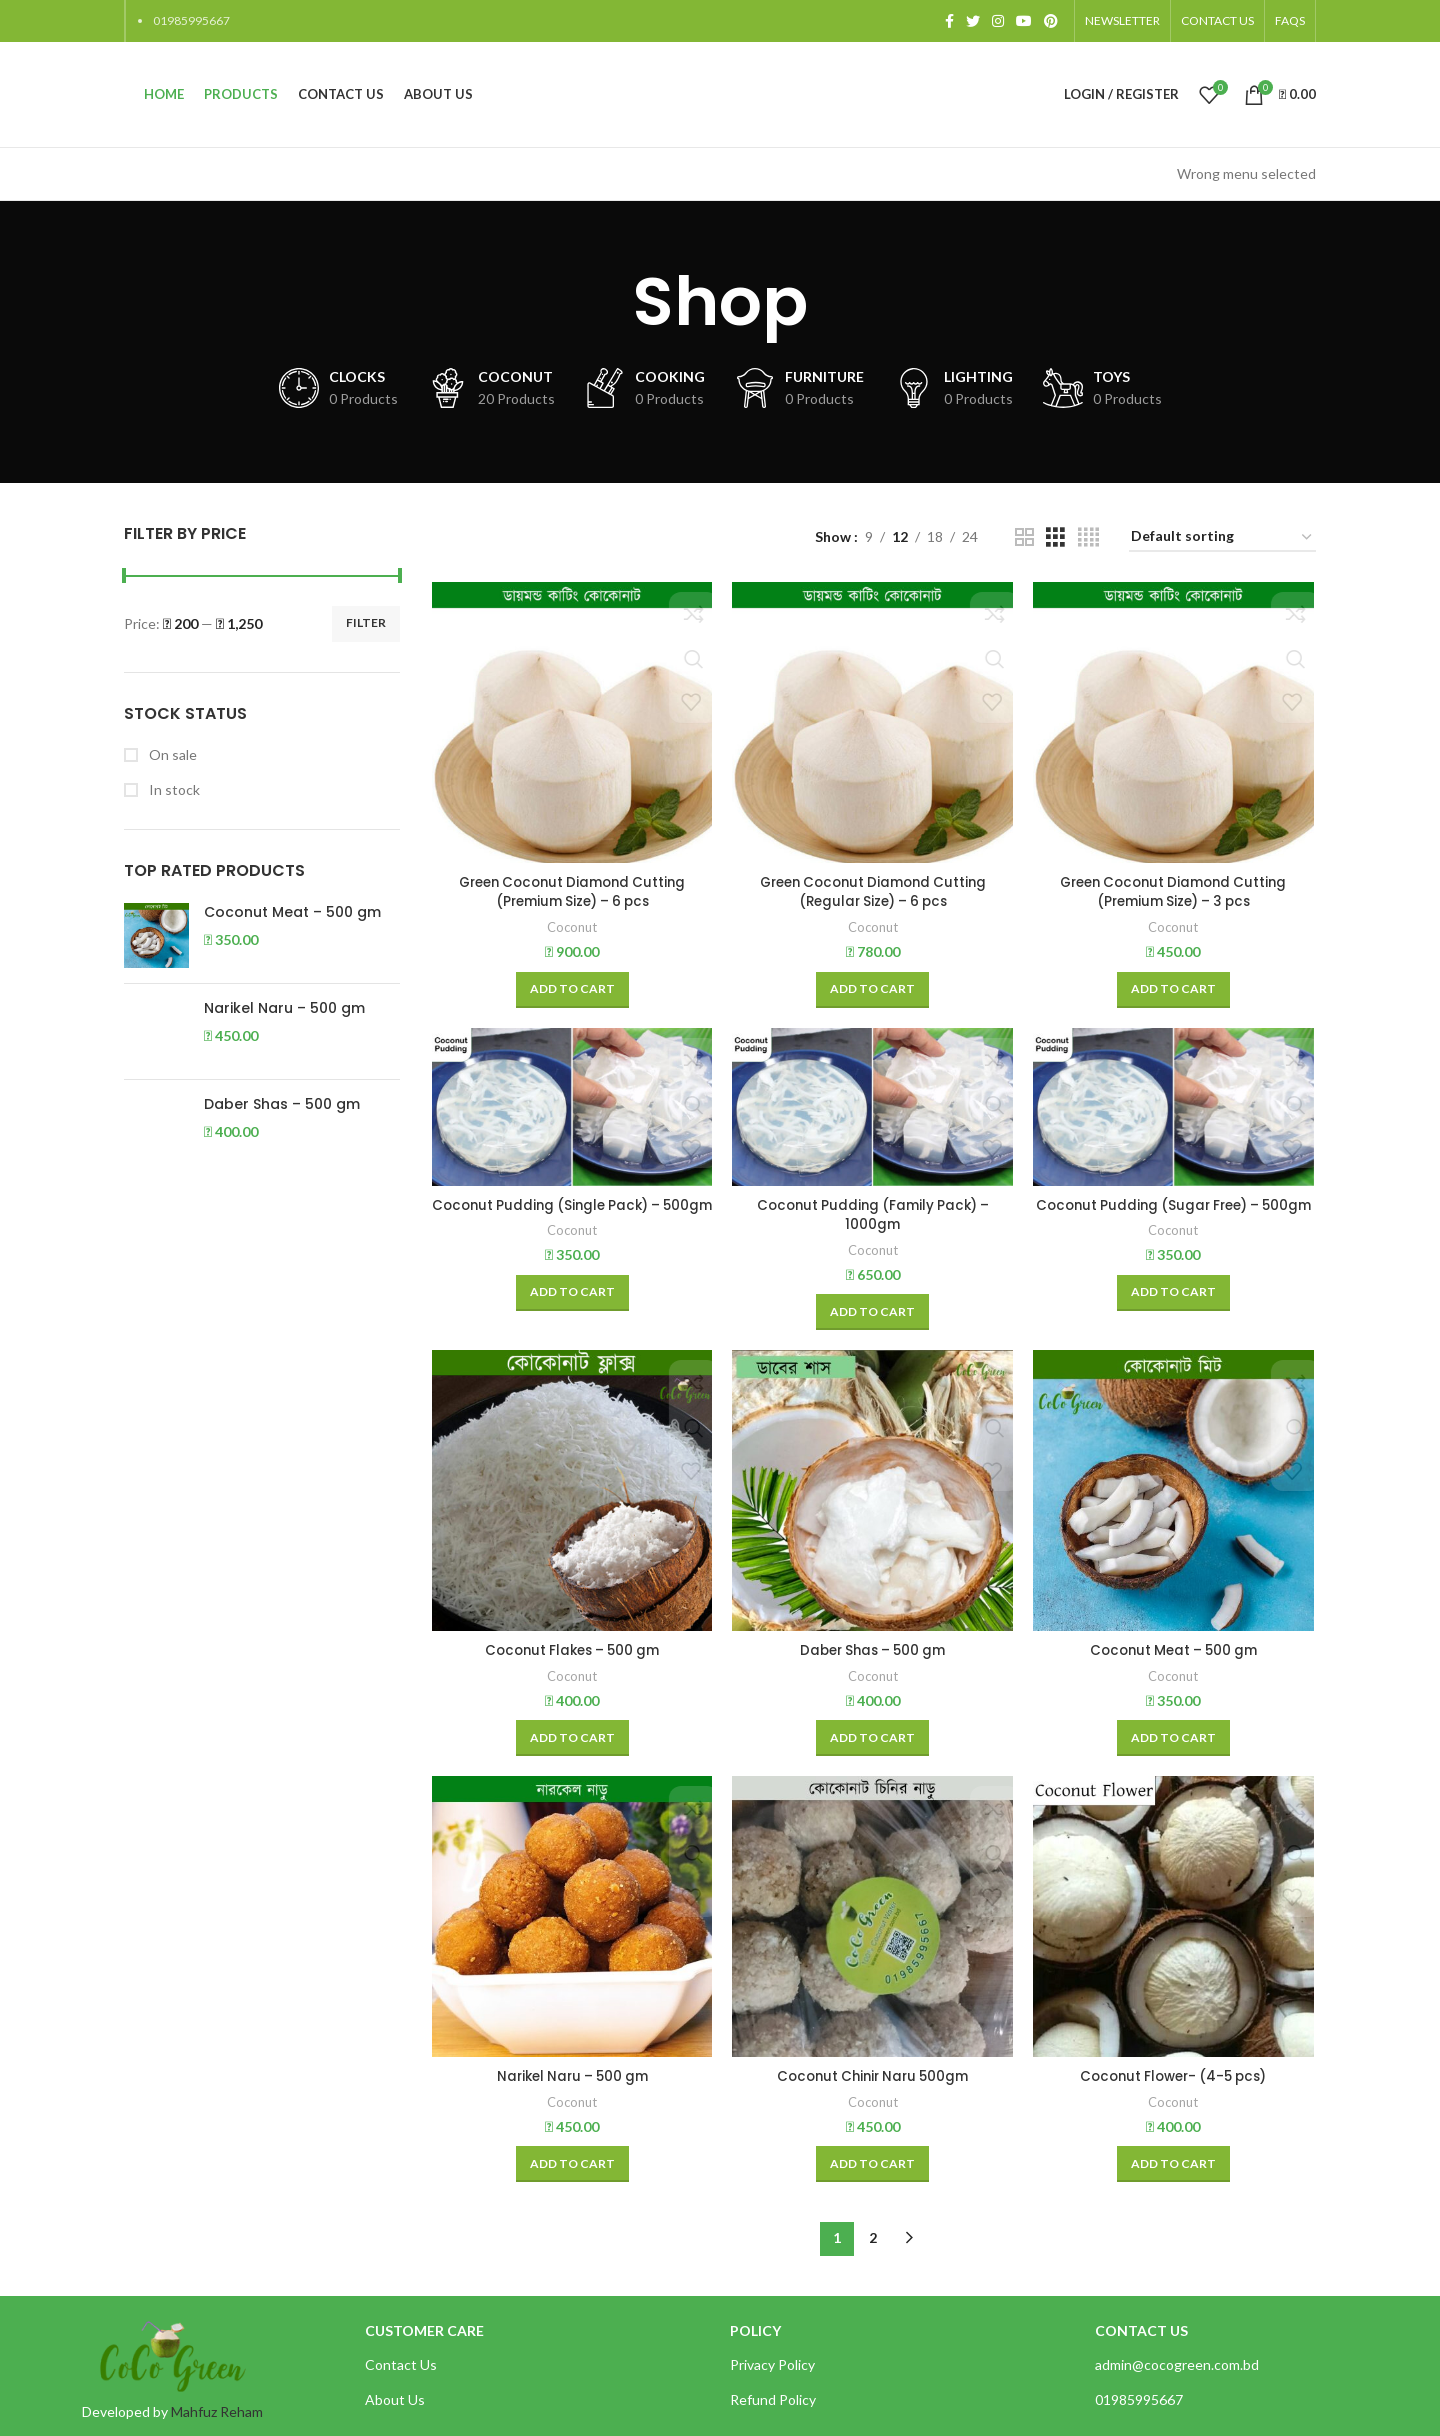 01985995667
NEWSLETTER
CONTACT US
FAQS
HOME
PRODUCTS
CONTACT US
ABOUT US
LOGIN / REGISTER
0
0
0.00
Wrong menu selected
Shop
CLOCKS
0 Products
COCONUT
20 Products
COOKING
0 Products
FURNITURE
0 Products
LIGHTING
0 Products
TOYS
0 Products
FILTER BY PRICE
Price: 200 — 1,250
FILTER
STOCK STATUS
On sale
In stock
TOP RATED PRODUCTS
Coconut Meat – 500 gm
350.00
Narikel Naru – 500 gm
450.00
Daber Shas – 500 gm
400.00
Show : 9 / 12 / 18 / 24
Default sorting
ডায়মন্ড কাটিং কোকোনাট
ডায়মন্ড কাটিং কোকোনাট
ডায়মন্ড কাটিং কোকোনাট
Green Coconut Diamond Cutting
(Premium Size) – 6 pcs
Coconut
900.00
ADD TO CART
Green Coconut Diamond Cutting
(Regular Size) – 6 pcs
Coconut
780.00
ADD TO CART
Green Coconut Diamond Cutting
(Premium Size) – 3 pcs
Coconut
450.00
ADD TO CART
Coconut
Pudding
Coconut
Pudding
Coconut
Pudding
Coconut Pudding (Single Pack) – 500gm
Coconut
350.00
ADD TO CART
Coconut Pudding (Family Pack) –
1000gm
Coconut
650.00
ADD TO CART
Coconut Pudding (Sugar Free) – 500gm
Coconut
350.00
ADD TO CART
কোকোনাট ফ্লাক্স
CoCo Green
ডাবের শাস
CoCo Green
কোকোনাট মিট
CoCo Green
Coconut Flakes – 500 gm
Coconut
400.00
ADD TO CART
Daber Shas – 500 gm
Coconut
400.00
ADD TO CART
Coconut Meat – 500 gm
Coconut
350.00
ADD TO CART
নারকেল নাড়ু
কোকোনাট চিনির নাড়ু
CoCo Green
01985995667
Coconut Flower
Narikel Naru – 500 gm
Coconut
450.00
ADD TO CART
Coconut Chinir Naru 500gm
Coconut
450.00
ADD TO CART
Coconut Flower- (4-5 pcs)
Coconut
400.00
ADD TO CART
1
2
CoCo Green
Developed by Mahfuz Reham
CUSTOMER CARE
Contact Us
About Us
POLICY
Privacy Policy
Refund Policy
CONTACT US
admin@cocogreen.com.bd
01985995667